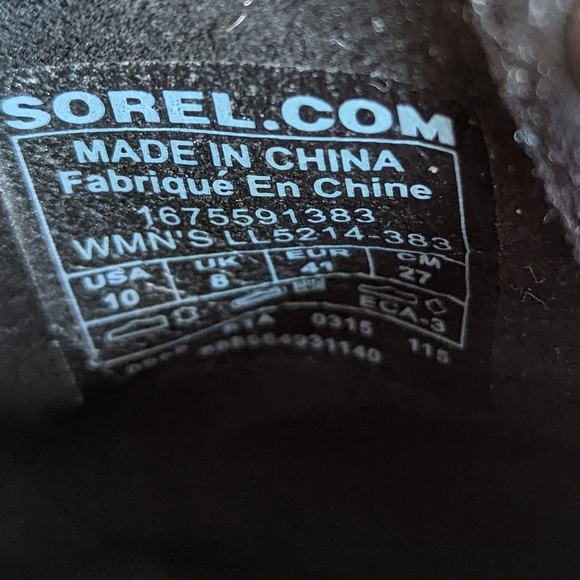 SOREL.COM
MADE IN CHINA
Fabriqué En Chine
1675591383
WMN'S LL5214-383
USA UK EUR CM
10 8 41 27
ECA-3
0315 115